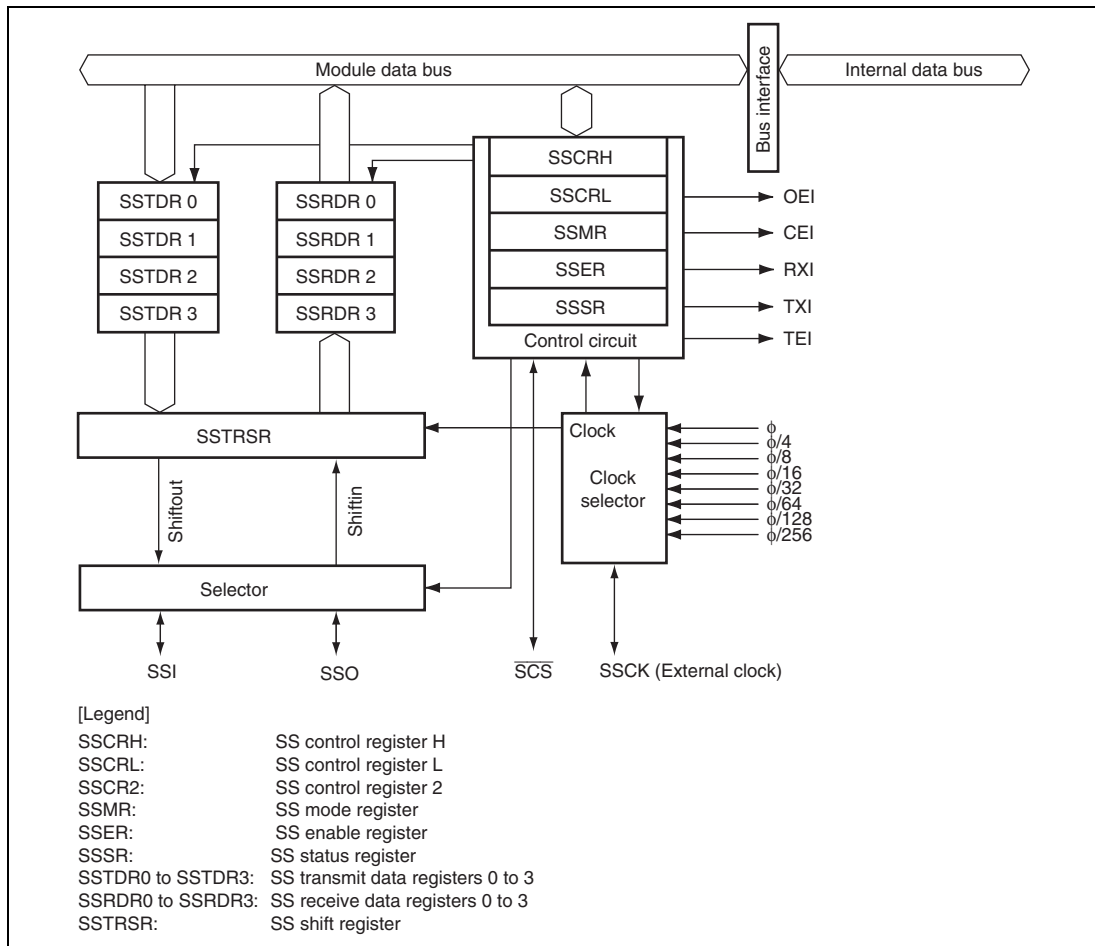 Module data bus
Bus interface
Internal data bus
SSCRH
SSCRL
SSMR
SSER
SSSR
Control circuit
SSTDR 0
SSTDR 1
SSTDR 2
SSTDR 3
SSRDR 0
SSRDR 1
SSRDR 2
SSRDR 3
OEI
CEI
RXI
TXI
TEI
SSTRSR
Clock
Clock
selector
ϕ
ϕ/4
ϕ/8
ϕ/16
ϕ/32
ϕ/64
ϕ/128
ϕ/256
Shiftout
Shiftin
Selector
SSI
SSO
S̅C̅S̅
SSCK (External clock)
[Legend]
SSCRH: SS control register H
SSCRL: SS control register L
SSCR2: SS control register 2
SSMR: SS mode register
SSER: SS enable register
SSSR: SS status register
SSTDR0 to SSTDR3: SS transmit data registers 0 to 3
SSRDR0 to SSRDR3: SS receive data registers 0 to 3
SSTRSR: SS shift register